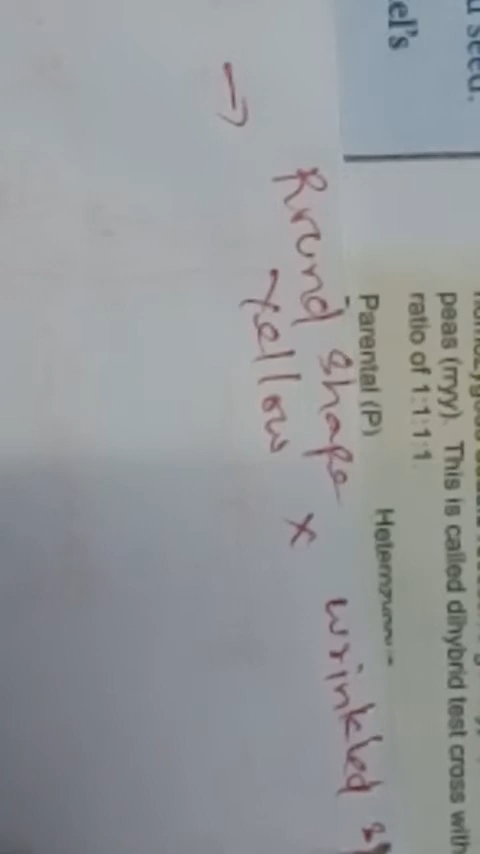 seed.
el's
peas (rryy). This is called dihybrid test cross with
ratio of 1:1:1:1.
Parental (P)
Round shape × wrinkled
Yellow